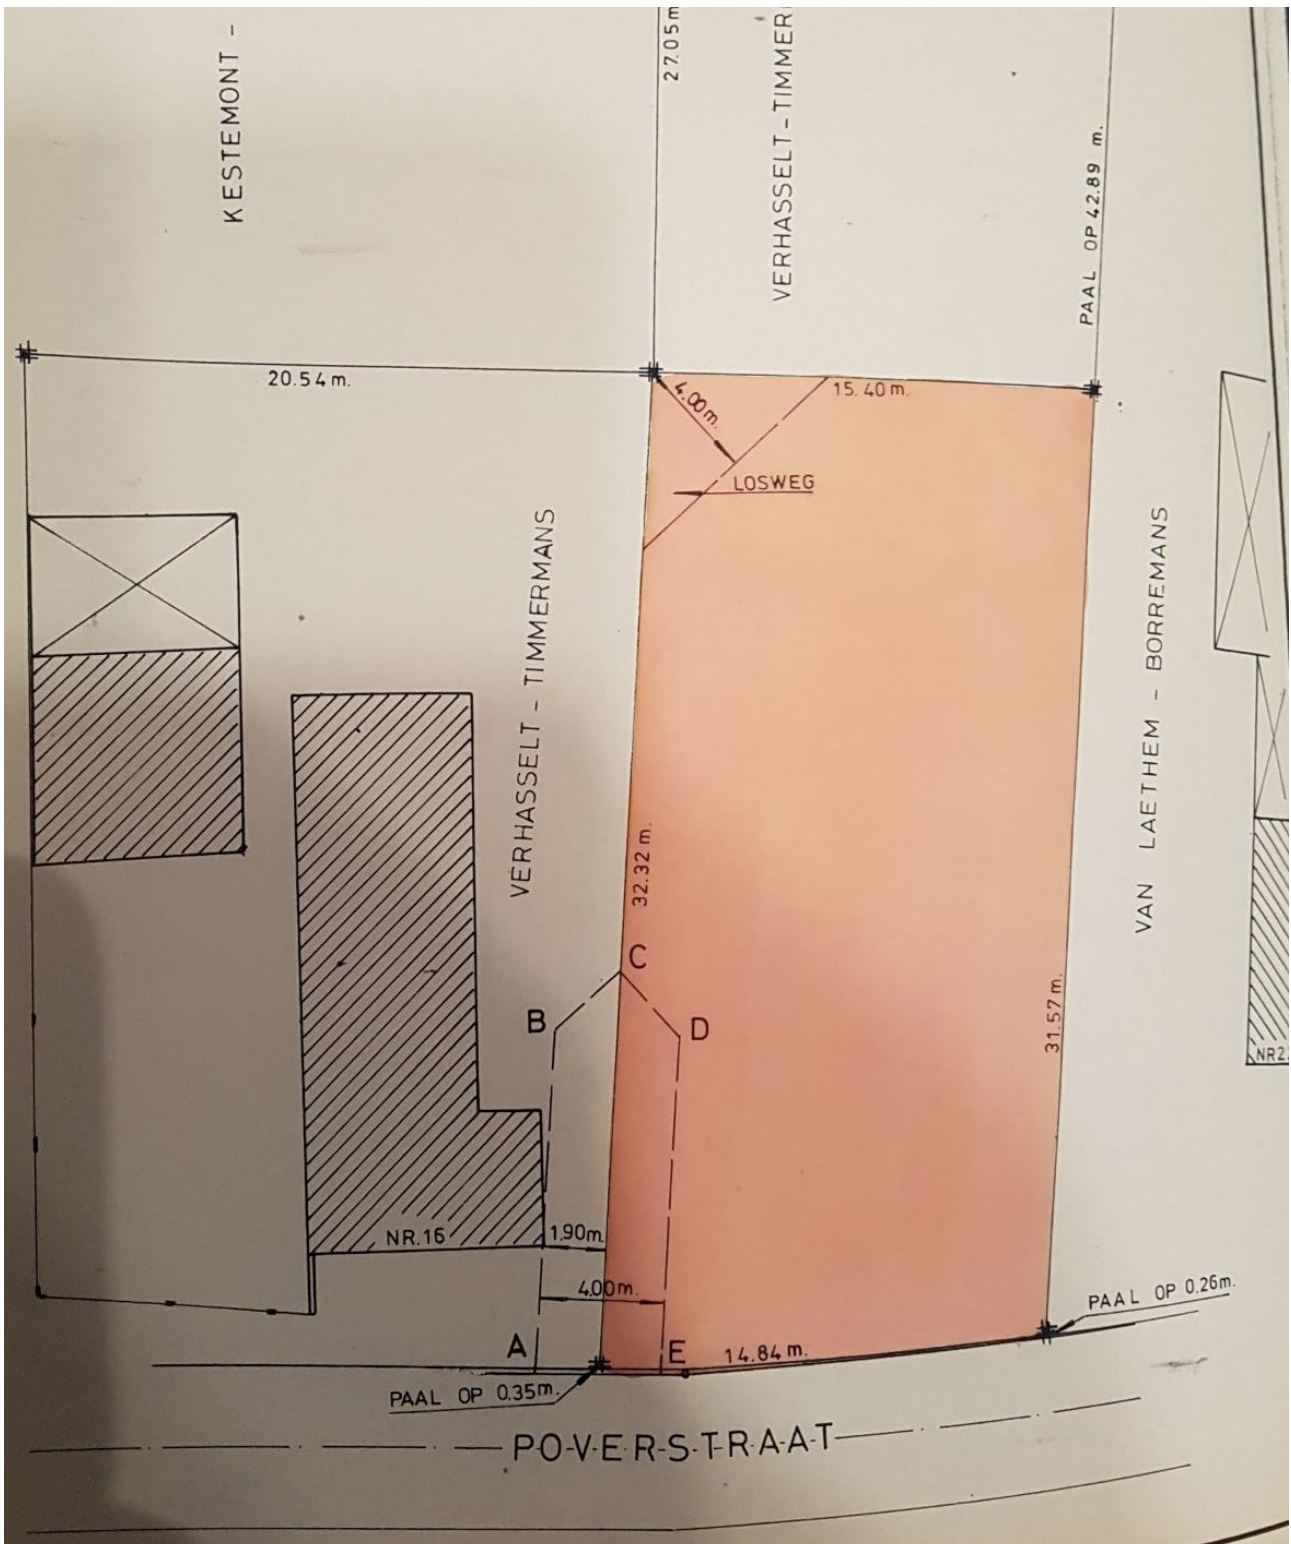 KESTEMONT -
27.05m
VERHASSELT-TIMMER
PAAL OP 42.89 m.
20.54 m.
4.00m.
15.40 m.
LOSWEG
VERHASSELT - TIMMERMANS
VAN LAETHEM - BORREMANS
32.32 m.
31.57 m.
C
B
D
NR2
NR.16
1.90m.
4.00m.
PAAL OP 0.26m.
A
E
14.84 m.
PAAL OP 0.35m.
P-O-V-E-R-S-T-R-A-A-T